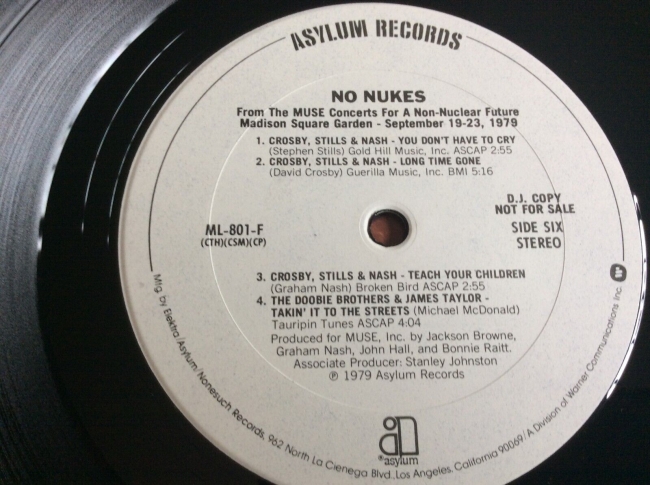 ASYLUM RECORDS
NO NUKES
From The MUSE Concerts For A Non-Nuclear Future
Madison Square Garden - September 19-23, 1979
1. CROSBY, STILLS & NASH - YOU DON'T HAVE TO CRY
(Stephen Stills) Gold Hill Music, Inc. ASCAP 2:55
2. CROSBY, STILLS & NASH - LONG TIME GONE
(David Crosby) Guerilla Music, Inc. BMI 5:16
D.J. COPY
NOT FOR SALE
ML-801-F
(CTH)(CSM)(CP)
SIDE SIX
STEREO
3. CROSBY, STILLS & NASH - TEACH YOUR CHILDREN
(Graham Nash) Broken Bird ASCAP 2:55
4. THE DOOBIE BROTHERS & JAMES TAYLOR -
TAKIN' IT TO THE STREETS (Michael McDonald)
Tauripin Tunes ASCAP 4:04
Produced for MUSE, Inc. by Jackson Browne,
Graham Nash, John Hall, and Bonnie Raitt.
Associate Producer: Stanley Johnston
℗ 1979 Asylum Records
asylum
Mfg. by Elektra/Asylum/Nonesuch Records, 962 North La Cienega Blvd., Los Angeles, California 90069/A Division of Warner Communications Inc.